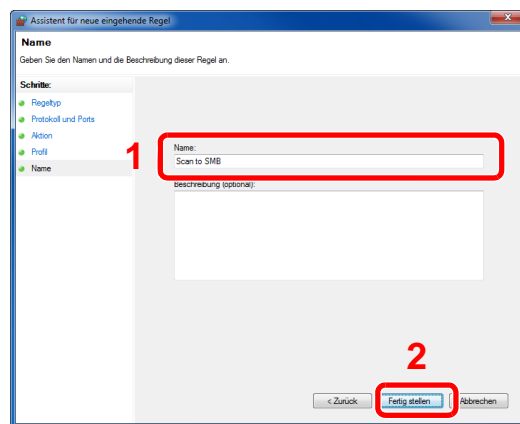 Assistent für neue eingehende Regel
Name
Geben Sie den Namen und die Beschreibung dieser Regel an.
Schritte:
Regeltyp
Protokoll und Ports
Aktion
Profil
Name
1
Name:
Scan to SMB
Beschreibung (optional):
2
< Zurück
Fertig stellen
Abbrechen